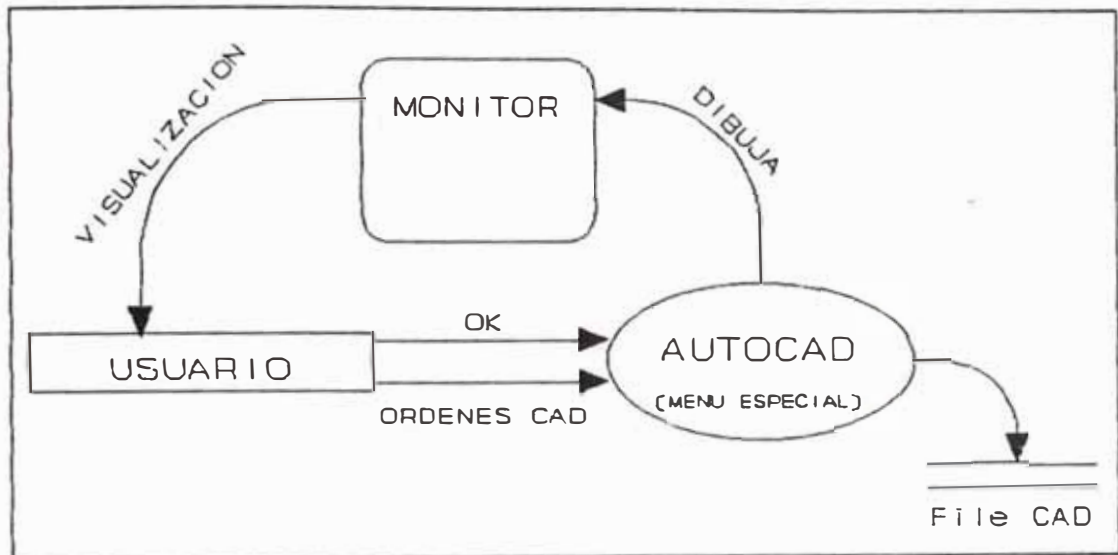 VISUALIZACION
MONITOR
DIBUJA
USUARIO
OK
ORDENES CAD
AUTOCAD
(MENU ESPECIAL)
File CAD